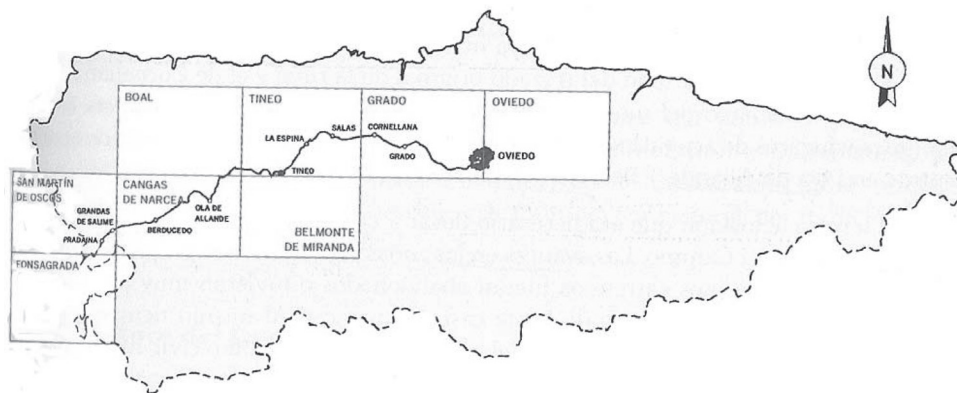 N
BOAL
TINEO
GRADO
OVIEDO
LA ESPINA
SALAS
CORNELLANA
GRADO
OVIEDO
TINEO
SAN MARTÍN
DE OSCOS
CANGAS
DE NARCEA
GRANDAS
DE SALIME
PRADAIRA
BERDUCEDO
OLA DE
ALLANDE
BELMONTE
DE MIRANDA
FONSAGRADA